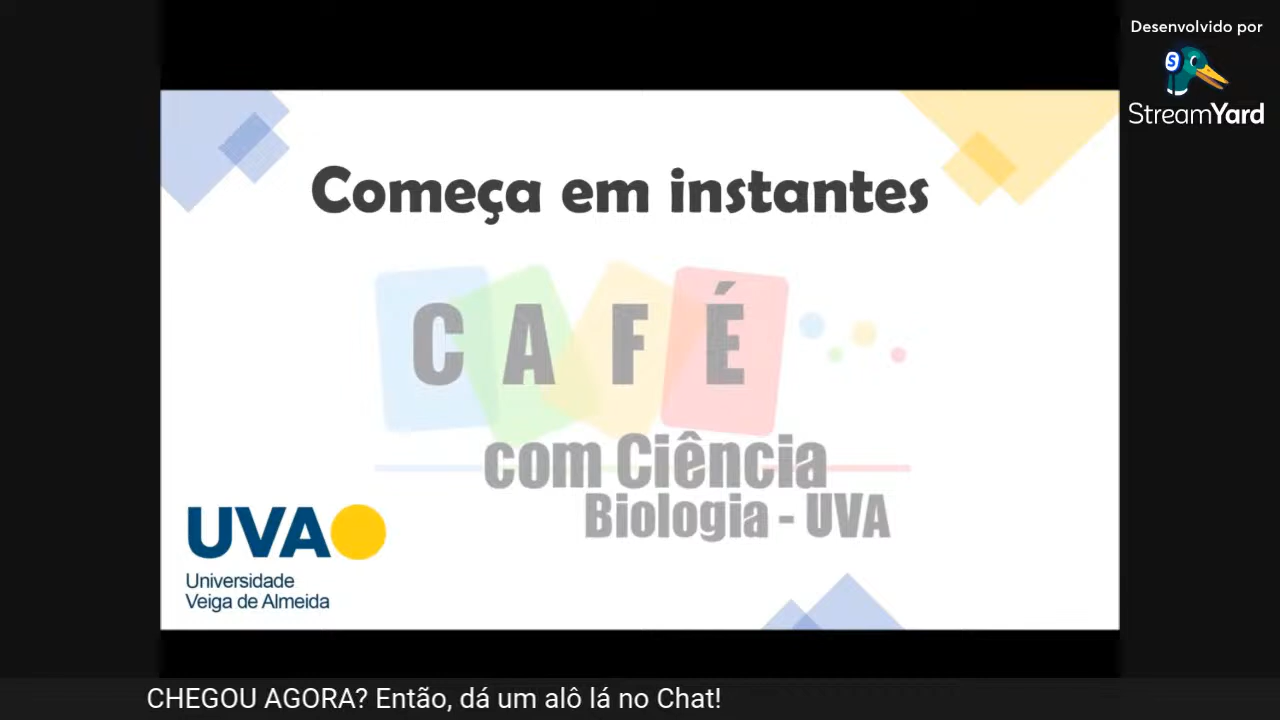 Desenvolvido por
StreamYard
Começa em instantes
CAFÉ
com Ciência
Biologia - UVA
UVA
Universidade
Veiga de Almeida
CHEGOU AGORA? Então, dá um alô lá no Chat!